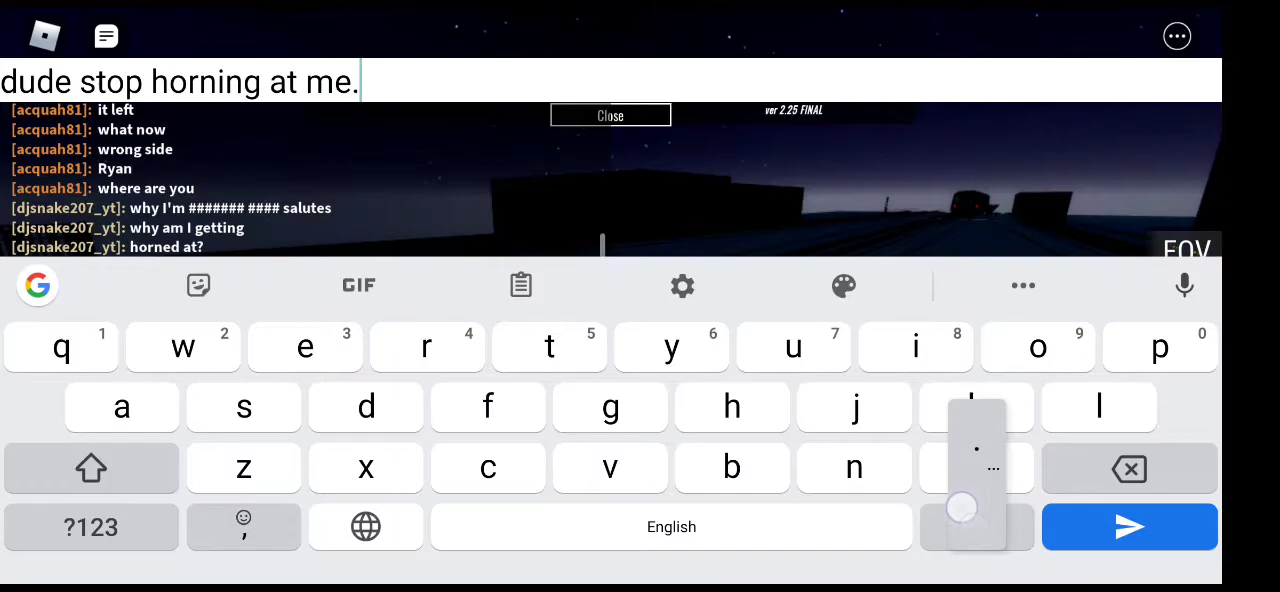 dude stop horning at me.
[acquah81]: it left
[acquah81]: what now
[acquah81]: wrong side
[acquah81]: Ryan
[acquah81]: where are you
[djsnake207_yt]: why I'm ####### #### salutes
[djsnake207_yt]: why am I getting
[djsnake207_yt]: horned at?
Close
ver 2.25 FINAL
FOV
GIF
q 1 w 2 e 3 r 4 t 5 y 6 u 7 i 8 o 9 p 0
a s d f g h j l
z x c v b n . ...
?123 , English